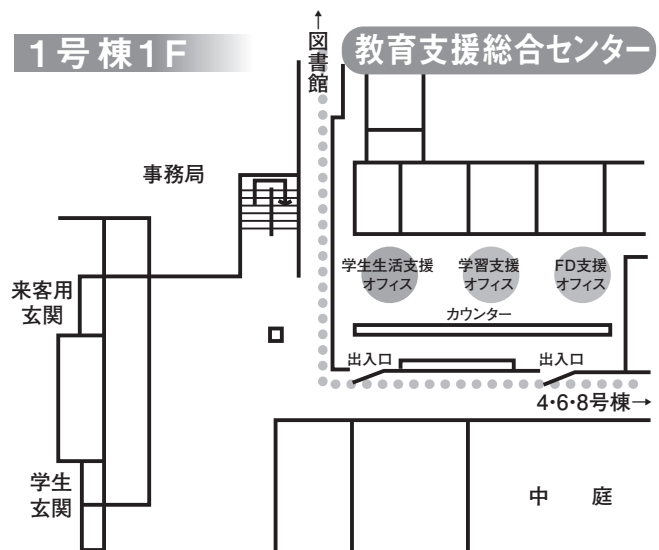 1号棟1F
↑図書館
教育支援総合センター
事務局
学生生活支援
オフィス
学習支援
オフィス
FD支援
オフィス
来客用
玄関
カウンター
出入口
出入口
4・6・8号棟→
学生
玄関
中 庭